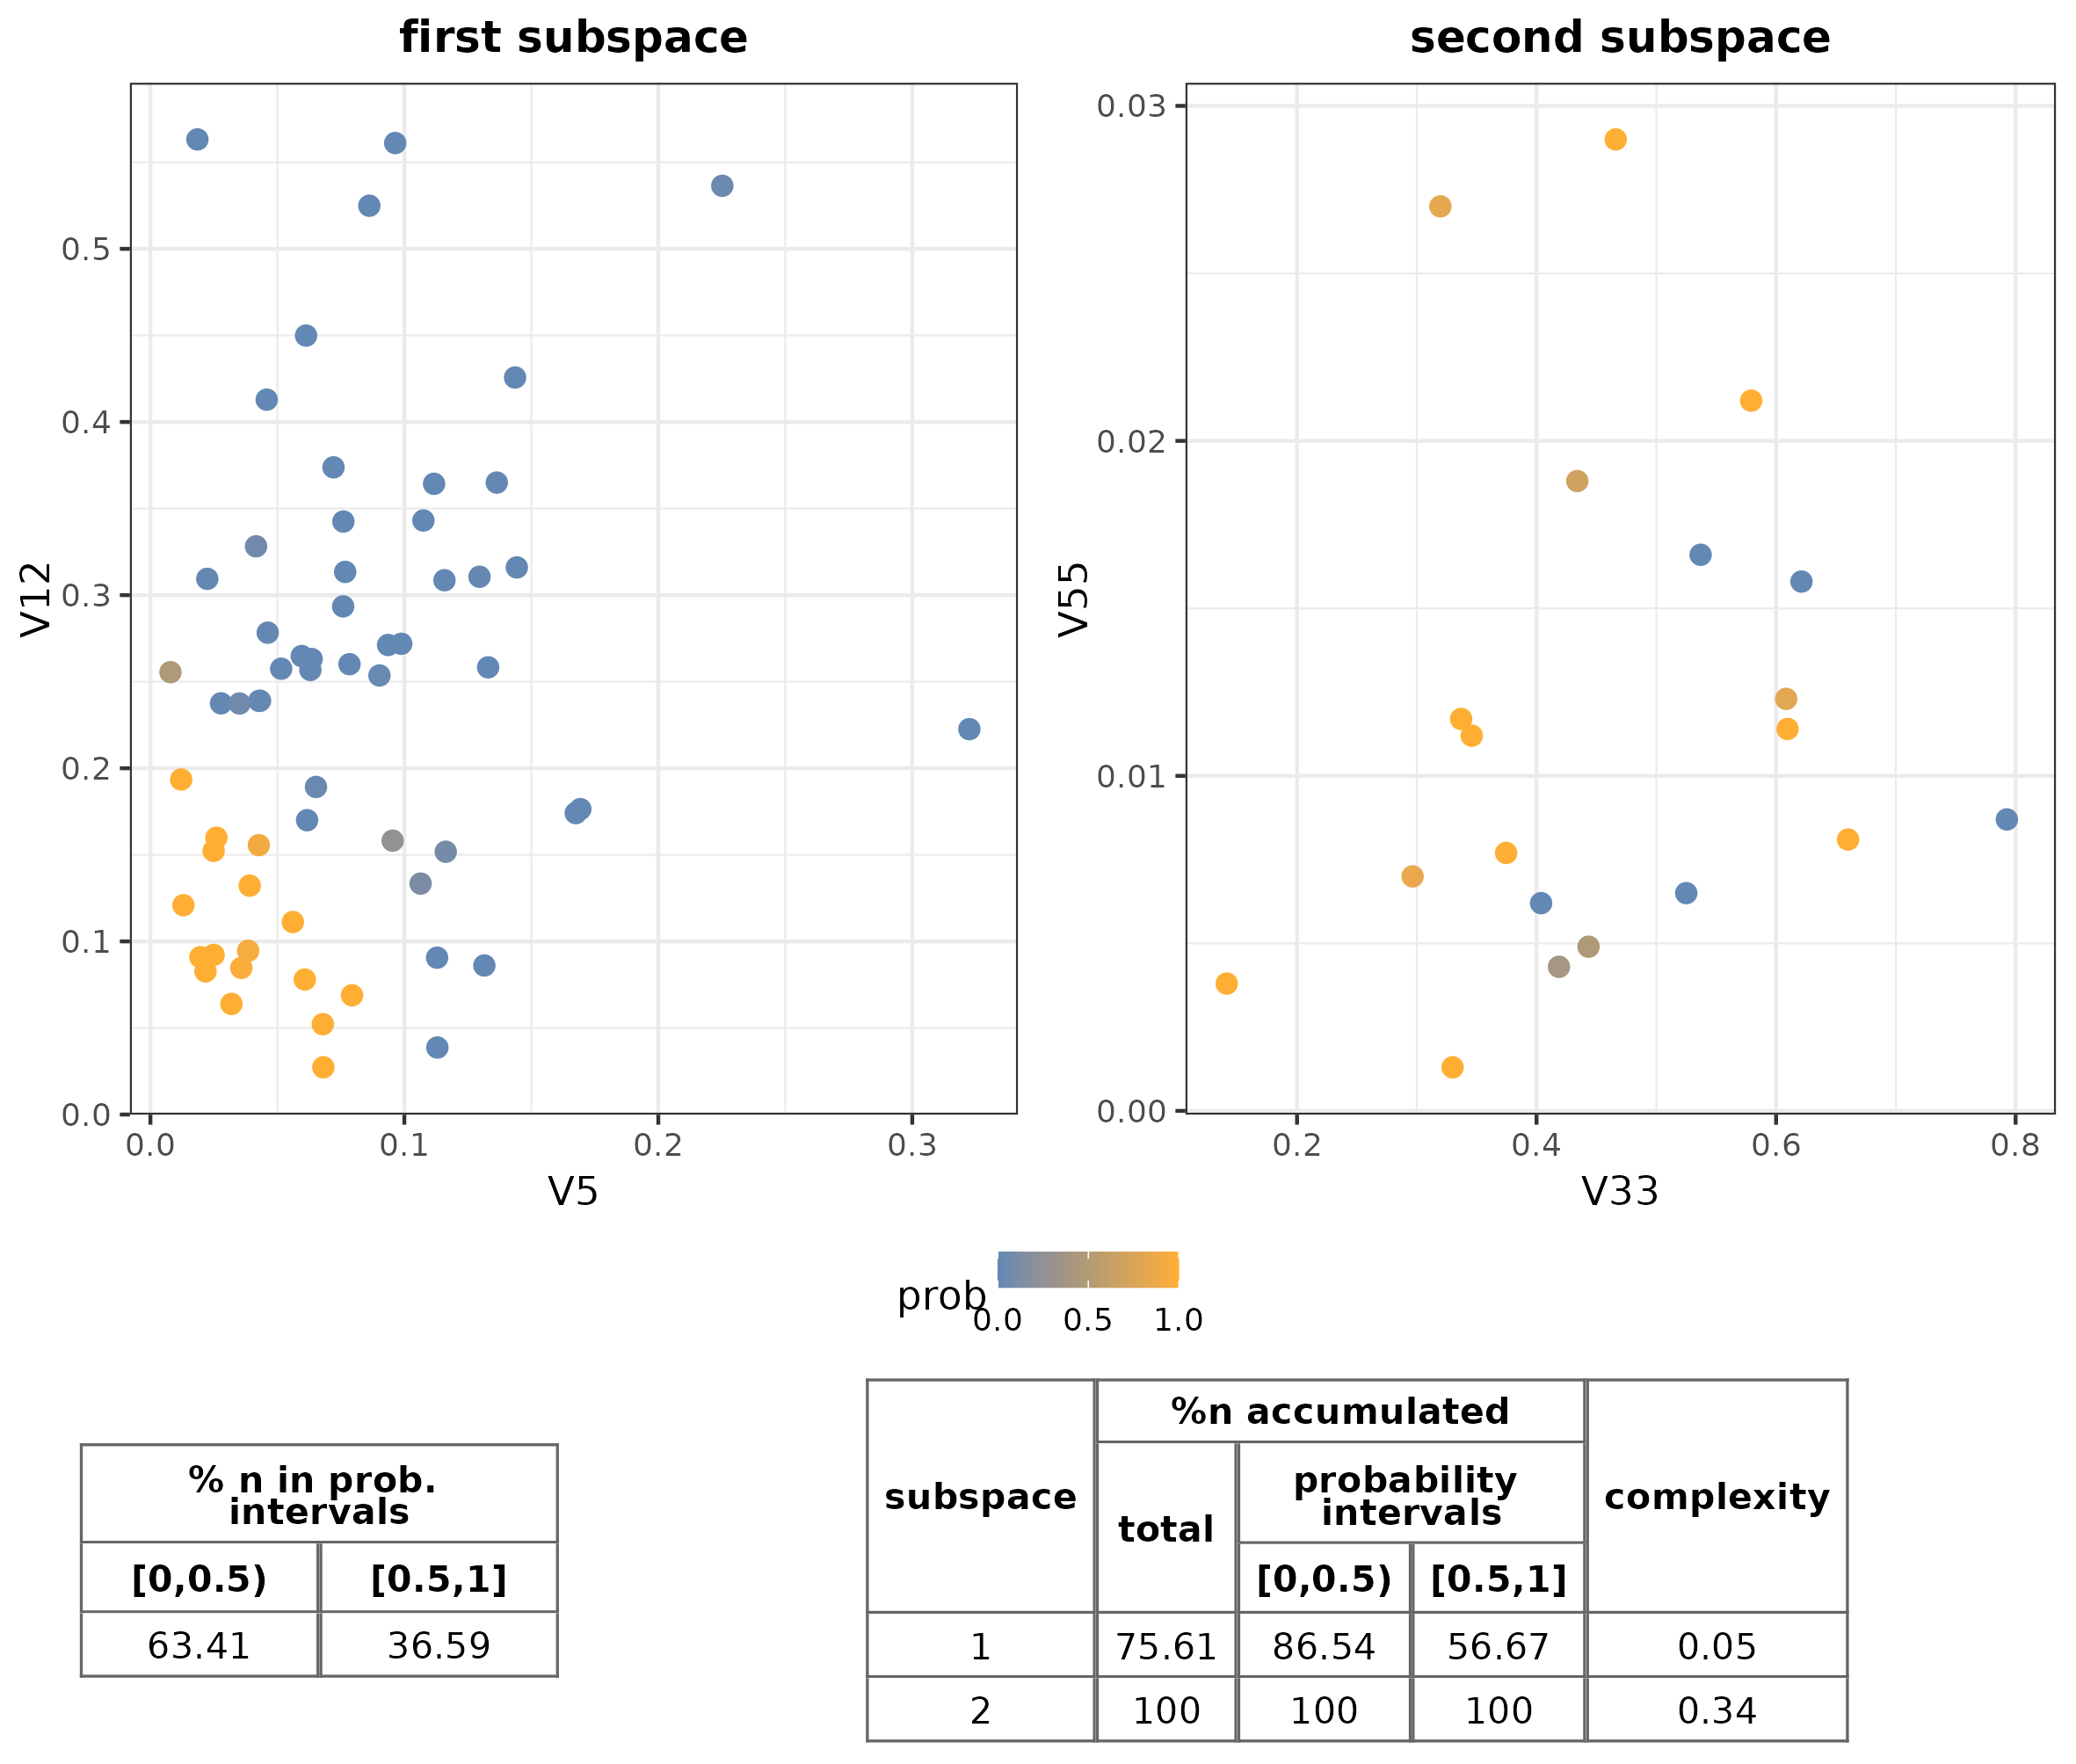 first subspace
second subspace
V12
0.5
0.4
0.3
0.2
0.1
0.0
0.0 0.1 0.2 0.3
V5
V55
0.03
0.02
0.01
0.00
0.2 0.4 0.6 0.8
V33
prob
0.0 0.5 1.0
% n in prob.
intervals
[0,0.5) [0.5,1]
63.41 36.59
%n accumulated
subspace
total
probability
intervals
complexity
[0,0.5) [0.5,1]
1 75.61 86.54 56.67 0.05
2 100 100 100 0.34